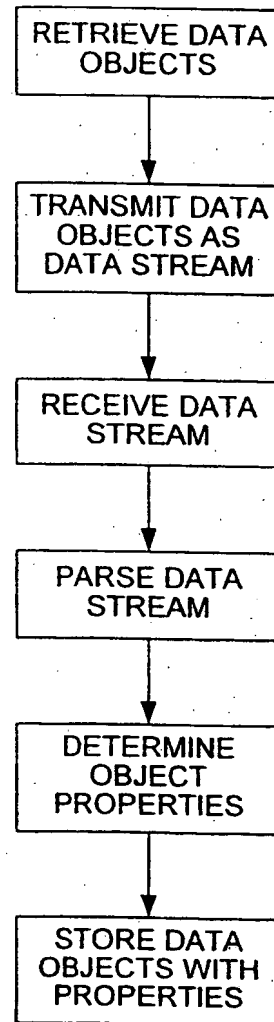 RETRIEVE DATA
OBJECTS
TRANSMIT DATA
OBJECTS AS
DATA STREAM
RECEIVE DATA
STREAM
PARSE DATA
STREAM
DETERMINE
OBJECT
PROPERTIES
STORE DATA
OBJECTS WITH
PROPERTIES